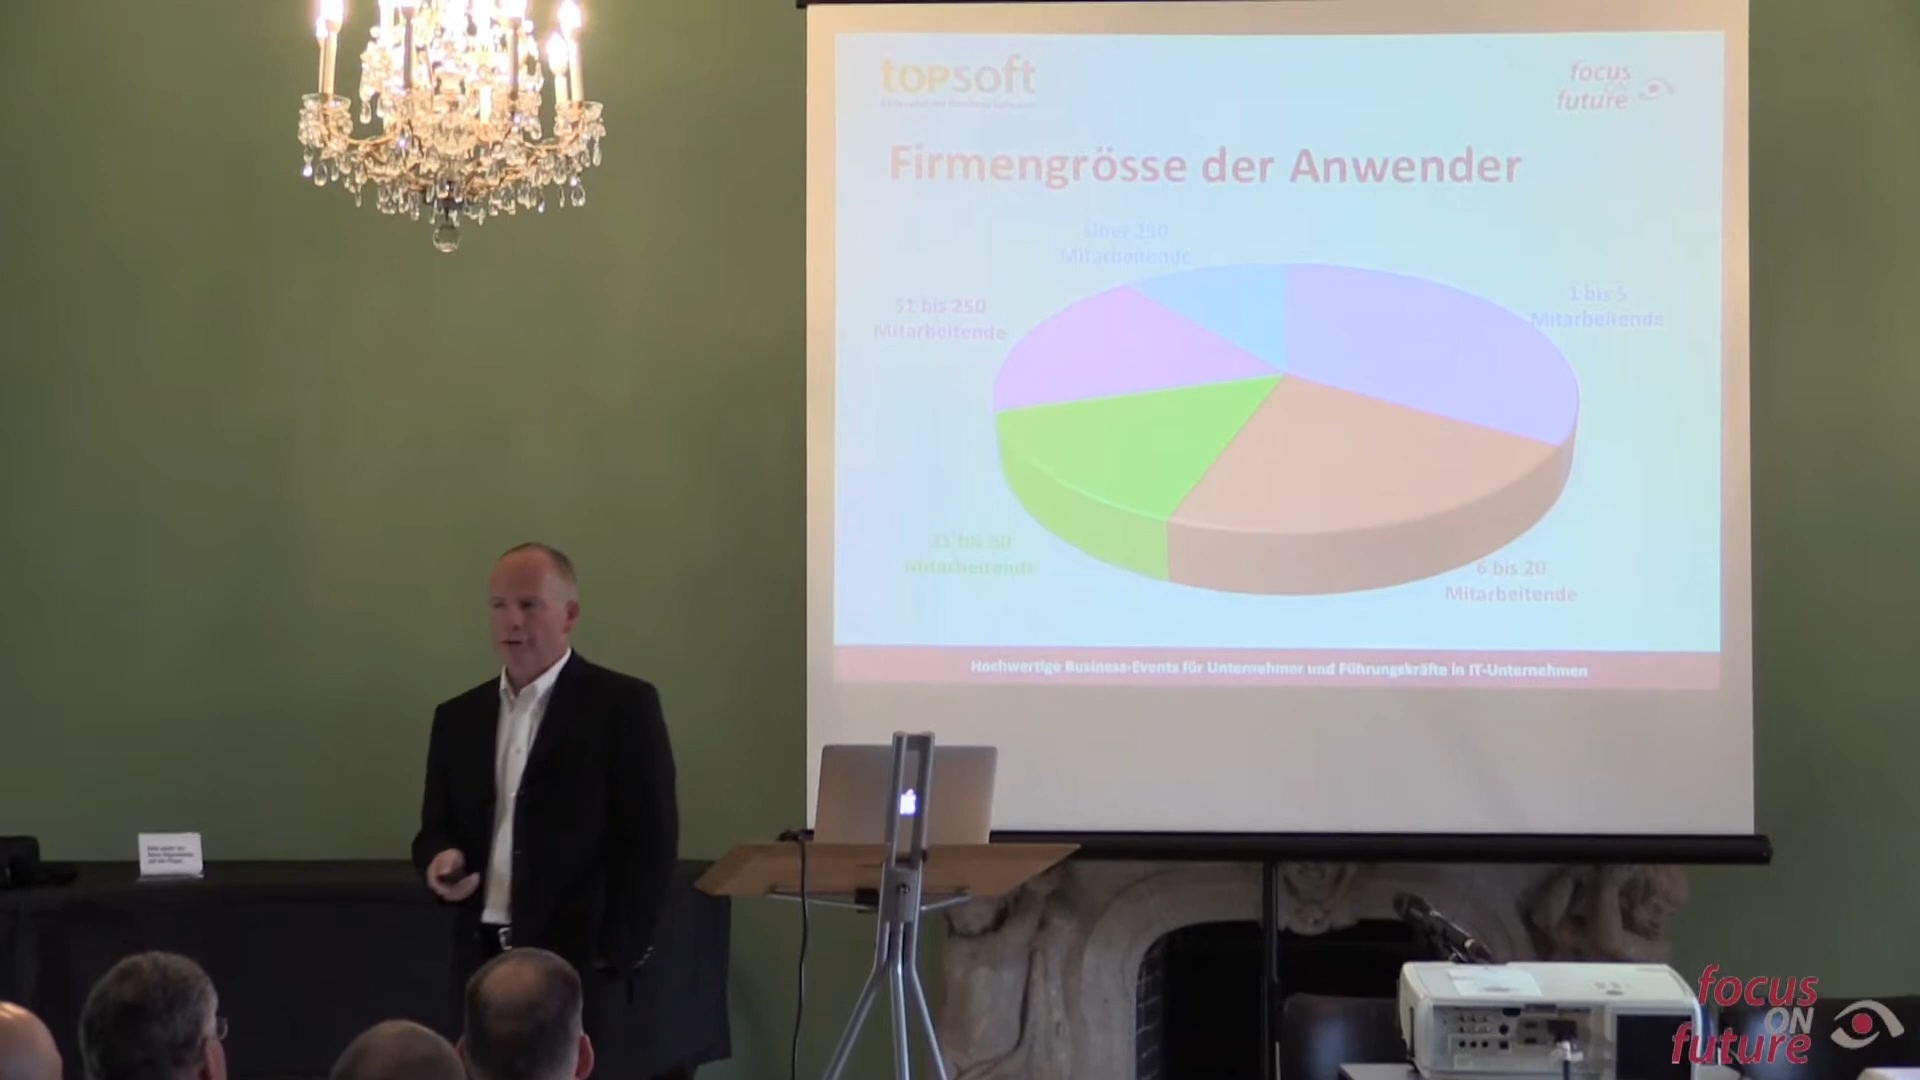 topsoft
focus
ON
future
Firmengrösse der Anwender
über 250
Mitarbeitende
1 bis 5
Mitarbeitende
51 bis 250
Mitarbeitende
21 bis 50
Mitarbeitende
6 bis 20
Mitarbeitende
Hochwertige Business-Events für Unternehmer und Führungskräfte in IT-Unternehmen
focus
ON
future